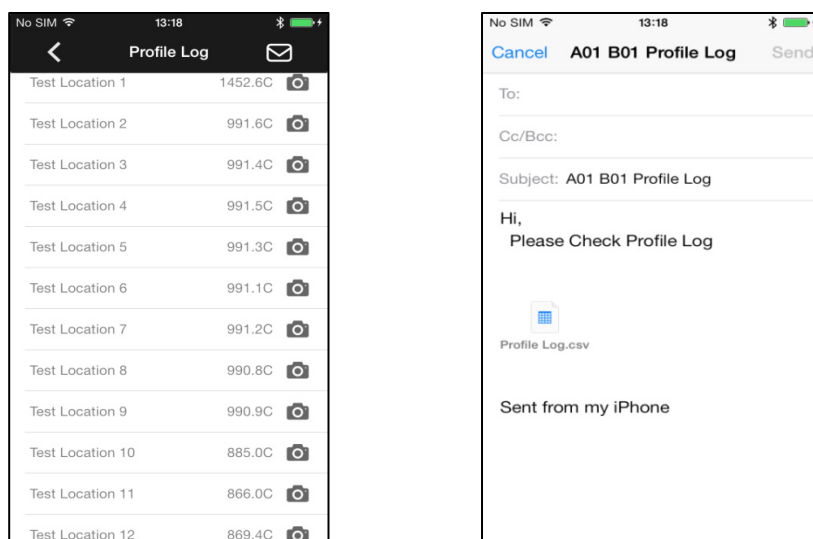 No SIM 13:18
Profile Log
Test Location 1 1452.6C
Test Location 2 991.6C
Test Location 3 991.4C
Test Location 4 991.5C
Test Location 5 991.3C
Test Location 6 991.1C
Test Location 7 991.2C
Test Location 8 990.8C
Test Location 9 990.9C
Test Location 10 885.0C
Test Location 11 866.0C
Test Location 12 869.4C
No SIM 13:18
Cancel A01 B01 Profile Log Send
To:
Cc/Bcc:
Subject: A01 B01 Profile Log
Hi,
Please Check Profile Log
Profile Log.csv
Sent from my iPhone